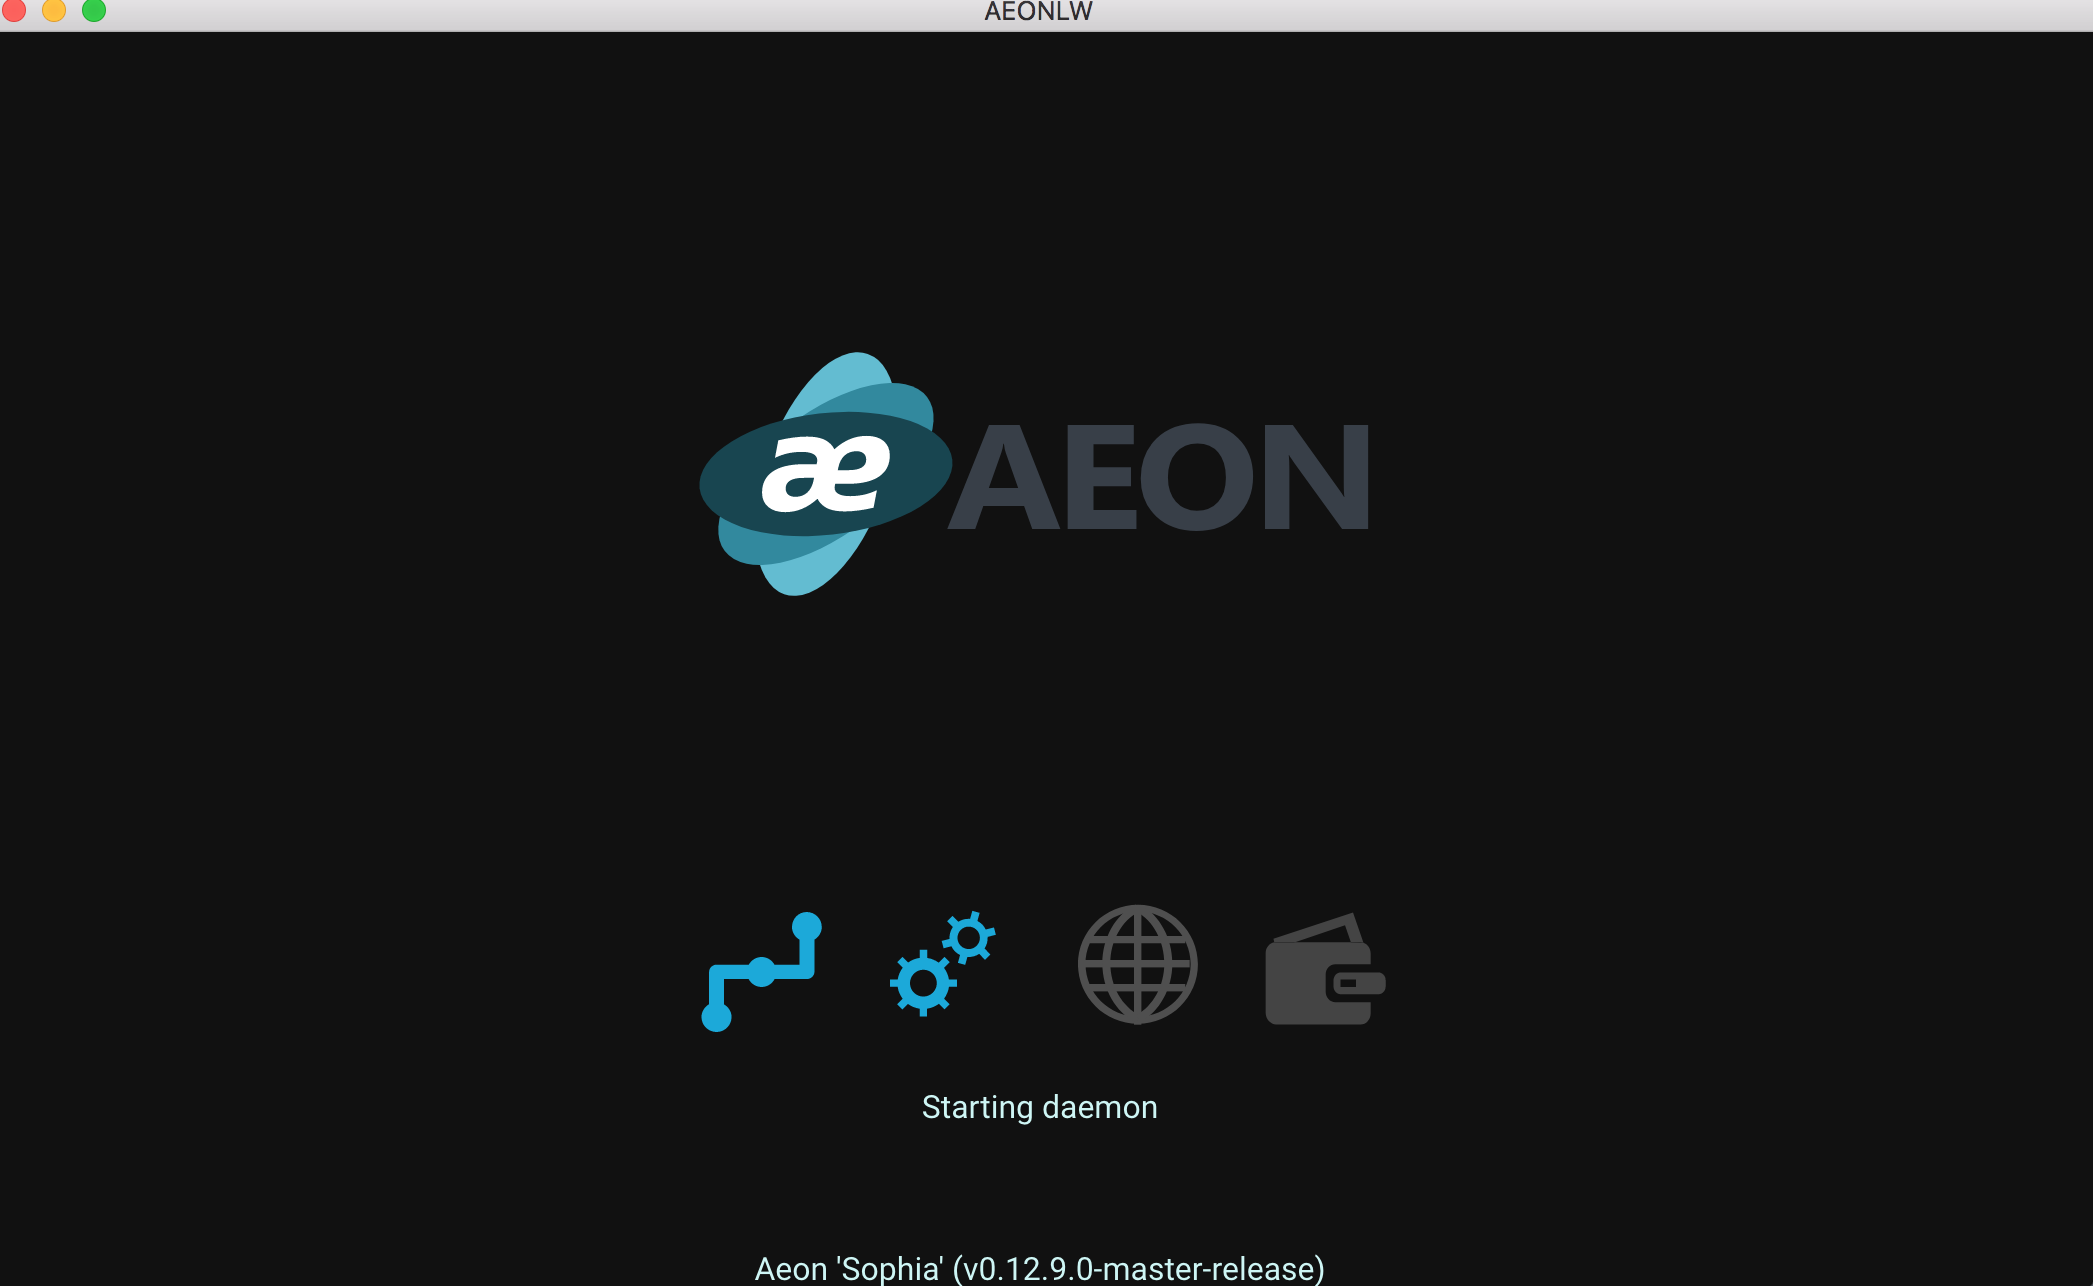 AEONLW
æ AEON
Starting daemon
Aeon 'Sophia' (v0.12.9.0-master-release)